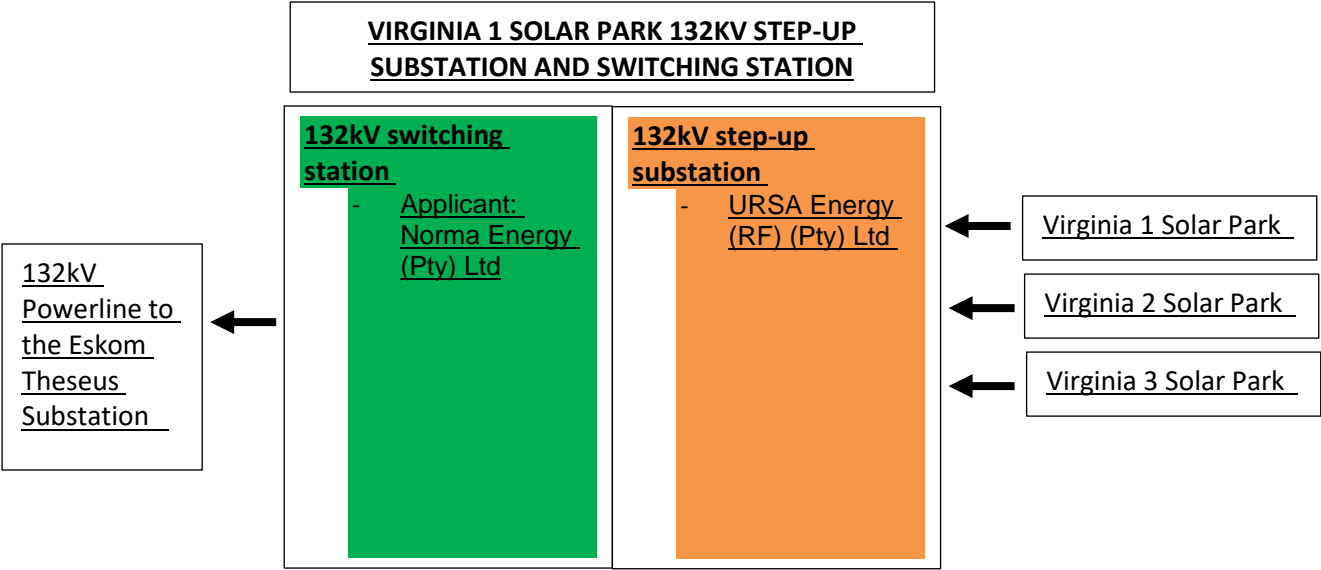 VIRGINIA 1 SOLAR PARK 132KV STEP-UP
SUBSTATION AND SWITCHING STATION
132kV switching
station
- Applicant:
Norma Energy
(Pty) Ltd
132kV step-up
substation
- URSA Energy
(RF) (Pty) Ltd
Virginia 1 Solar Park
Virginia 2 Solar Park
Virginia 3 Solar Park
132kV
Powerline to
the Eskom
Theseus
Substation